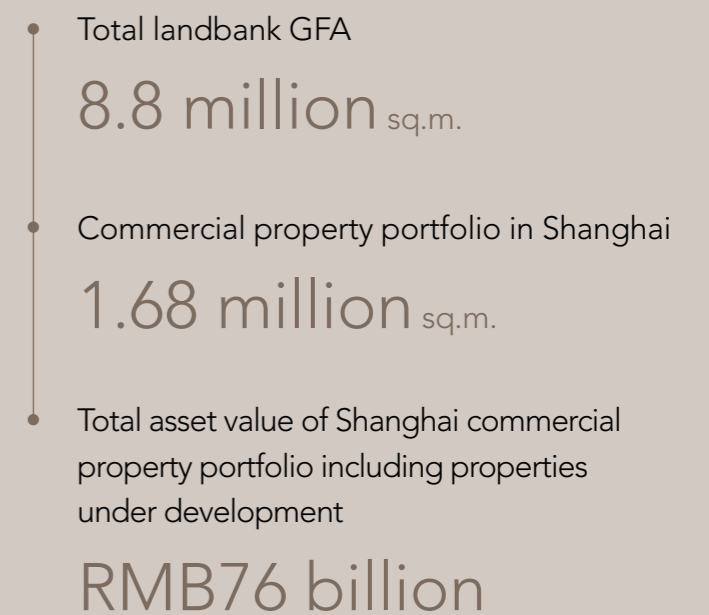 Total landbank GFA
8.8 million sq.m.
Commercial property portfolio in Shanghai
1.68 million sq.m.
Total asset value of Shanghai commercial
property portfolio including properties
under development
RMB76 billion